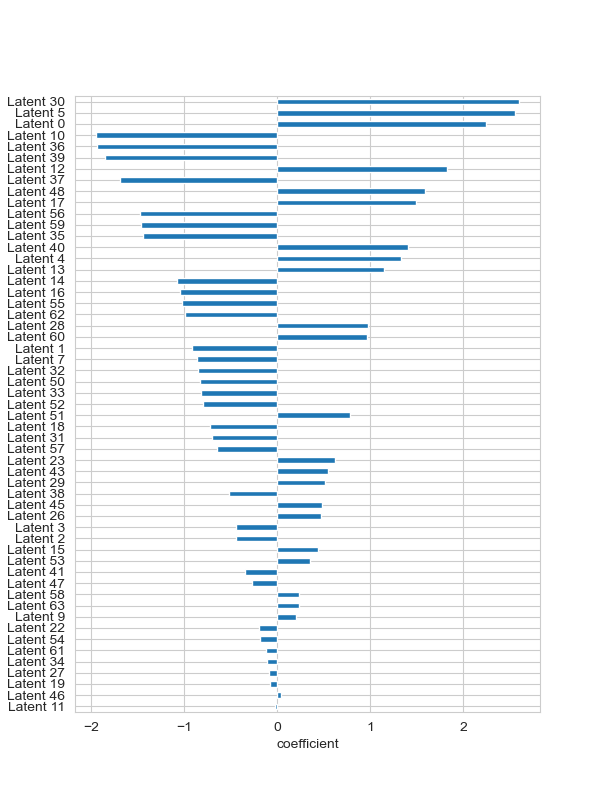 Latent 30
Latent 5
Latent 0
Latent 10
Latent 36
Latent 39
Latent 12
Latent 37
Latent 48
Latent 17
Latent 56
Latent 59
Latent 35
Latent 40
Latent 4
Latent 13
Latent 14
Latent 16
Latent 55
Latent 62
Latent 28
Latent 60
Latent 1
Latent 7
Latent 32
Latent 50
Latent 33
Latent 52
Latent 51
Latent 18
Latent 31
Latent 57
Latent 23
Latent 43
Latent 29
Latent 38
Latent 45
Latent 26
Latent 3
Latent 2
Latent 15
Latent 53
Latent 41
Latent 47
Latent 58
Latent 63
Latent 9
Latent 22
Latent 54
Latent 61
Latent 34
Latent 27
Latent 19
Latent 46
Latent 11
−2 −1 0 1 2
coefficient